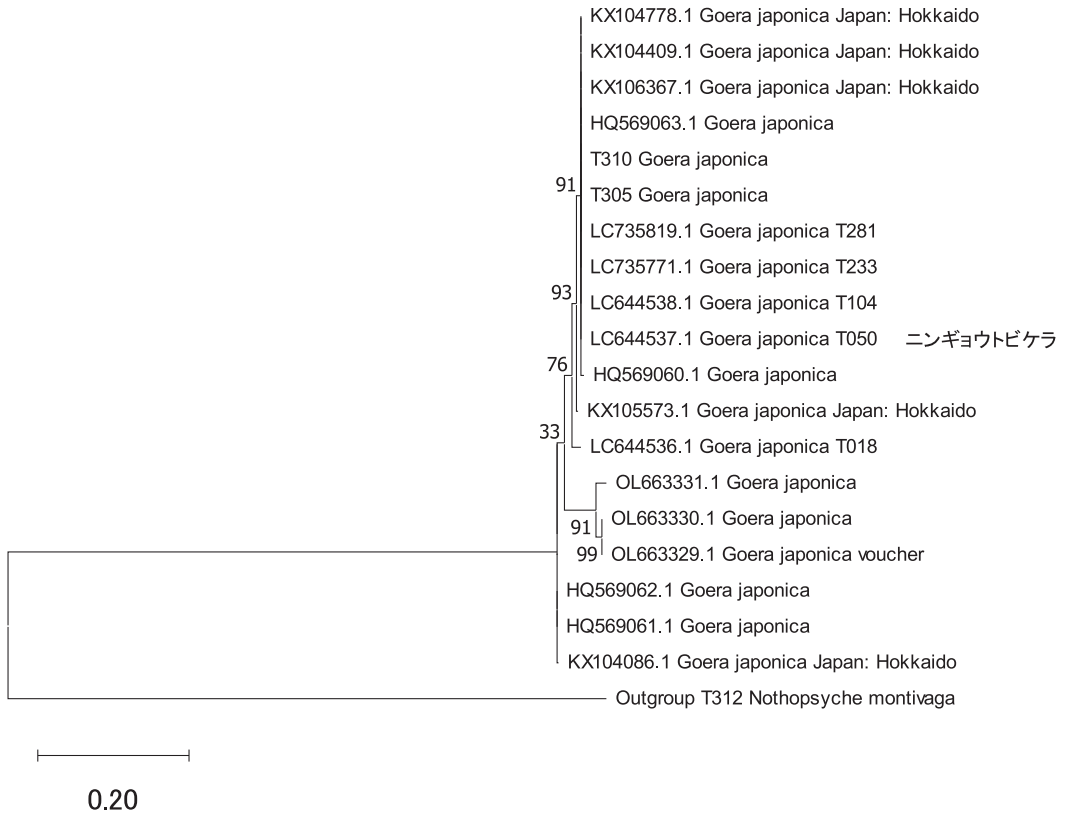 KX104778.1 Goera japonica Japan: Hokkaido
KX104409.1 Goera japonica Japan: Hokkaido
KX106367.1 Goera japonica Japan: Hokkaido
HQ569063.1 Goera japonica
T310 Goera japonica
91
T305 Goera japonica
LC735819.1 Goera japonica T281
LC735771.1 Goera japonica T233
93
LC644538.1 Goera japonica T104
LC644537.1 Goera japonica T050 ニンギョウトビケラ
76
HQ569060.1 Goera japonica
KX105573.1 Goera japonica Japan: Hokkaido
33
LC644536.1 Goera japonica T018
OL663331.1 Goera japonica
OL663330.1 Goera japonica
91
99
OL663329.1 Goera japonica voucher
HQ569062.1 Goera japonica
HQ569061.1 Goera japonica
KX104086.1 Goera japonica Japan: Hokkaido
Outgroup T312 Nothopsyche montivaga
0.20